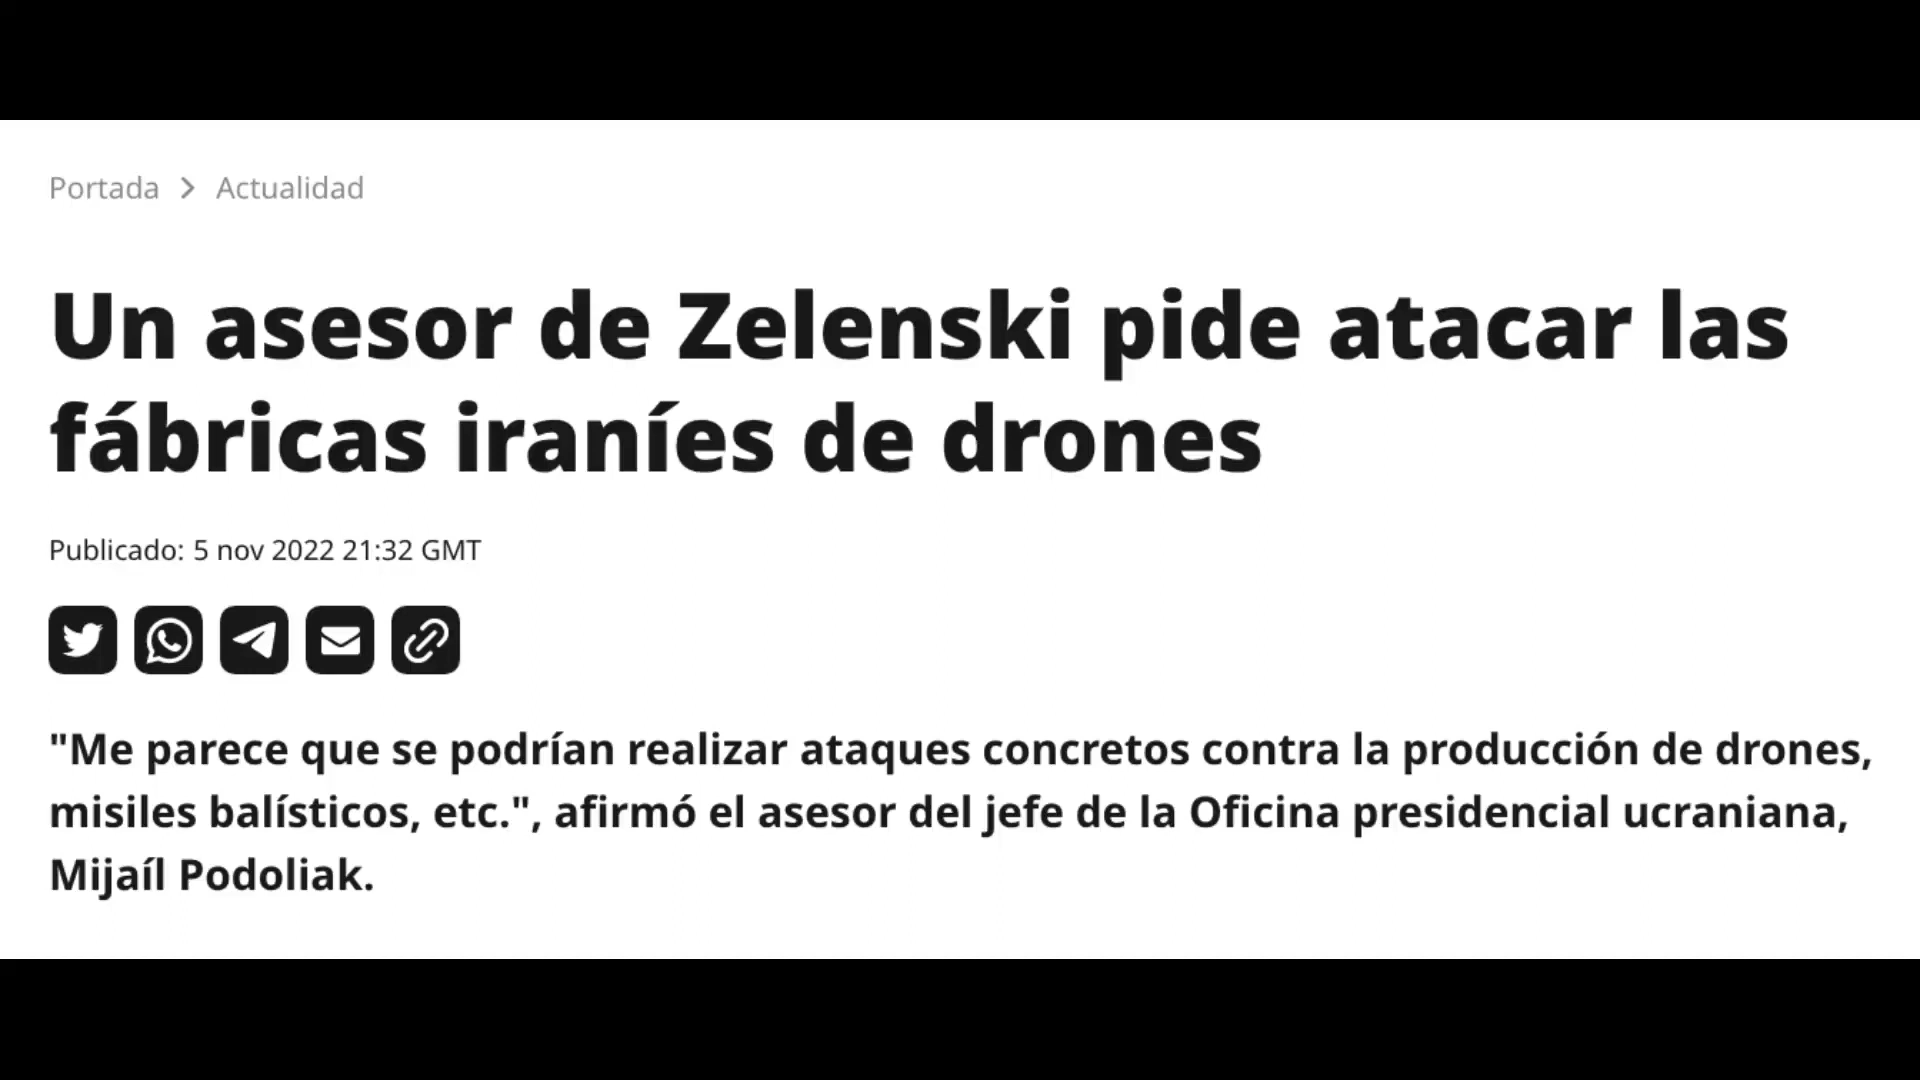 Portada > Actualidad
Un asesor de Zelenski pide atacar las
fábricas iraníes de drones
Publicado: 5 nov 2022 21:32 GMT
"Me parece que se podrían realizar ataques concretos contra la producción de drones,
misiles balísticos, etc.", afirmó el asesor del jefe de la Oficina presidencial ucraniana,
Mijaíl Podoliak.